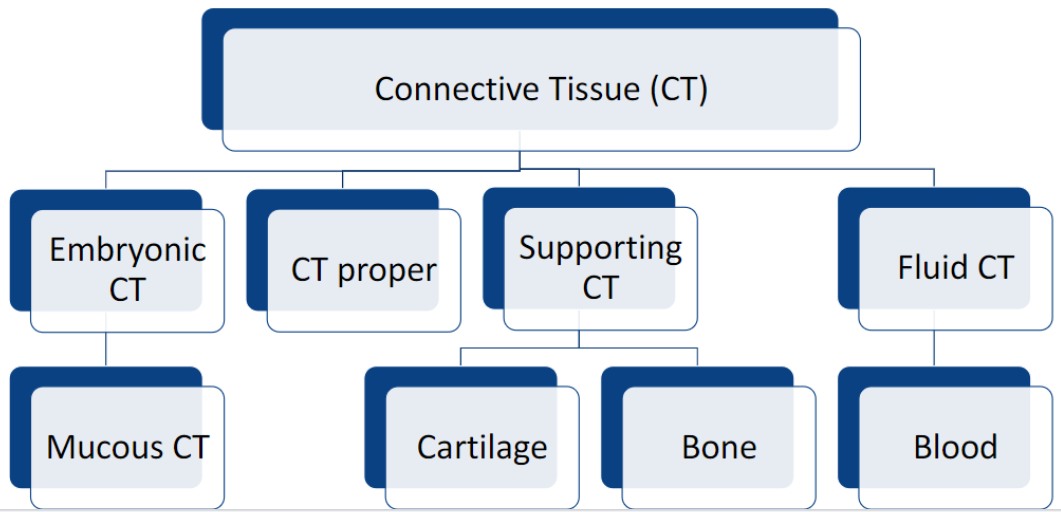 Connective Tissue (CT)
Embryonic
CT
CT proper
Supporting
CT
Fluid CT
Mucous CT
Cartilage
Bone
Blood